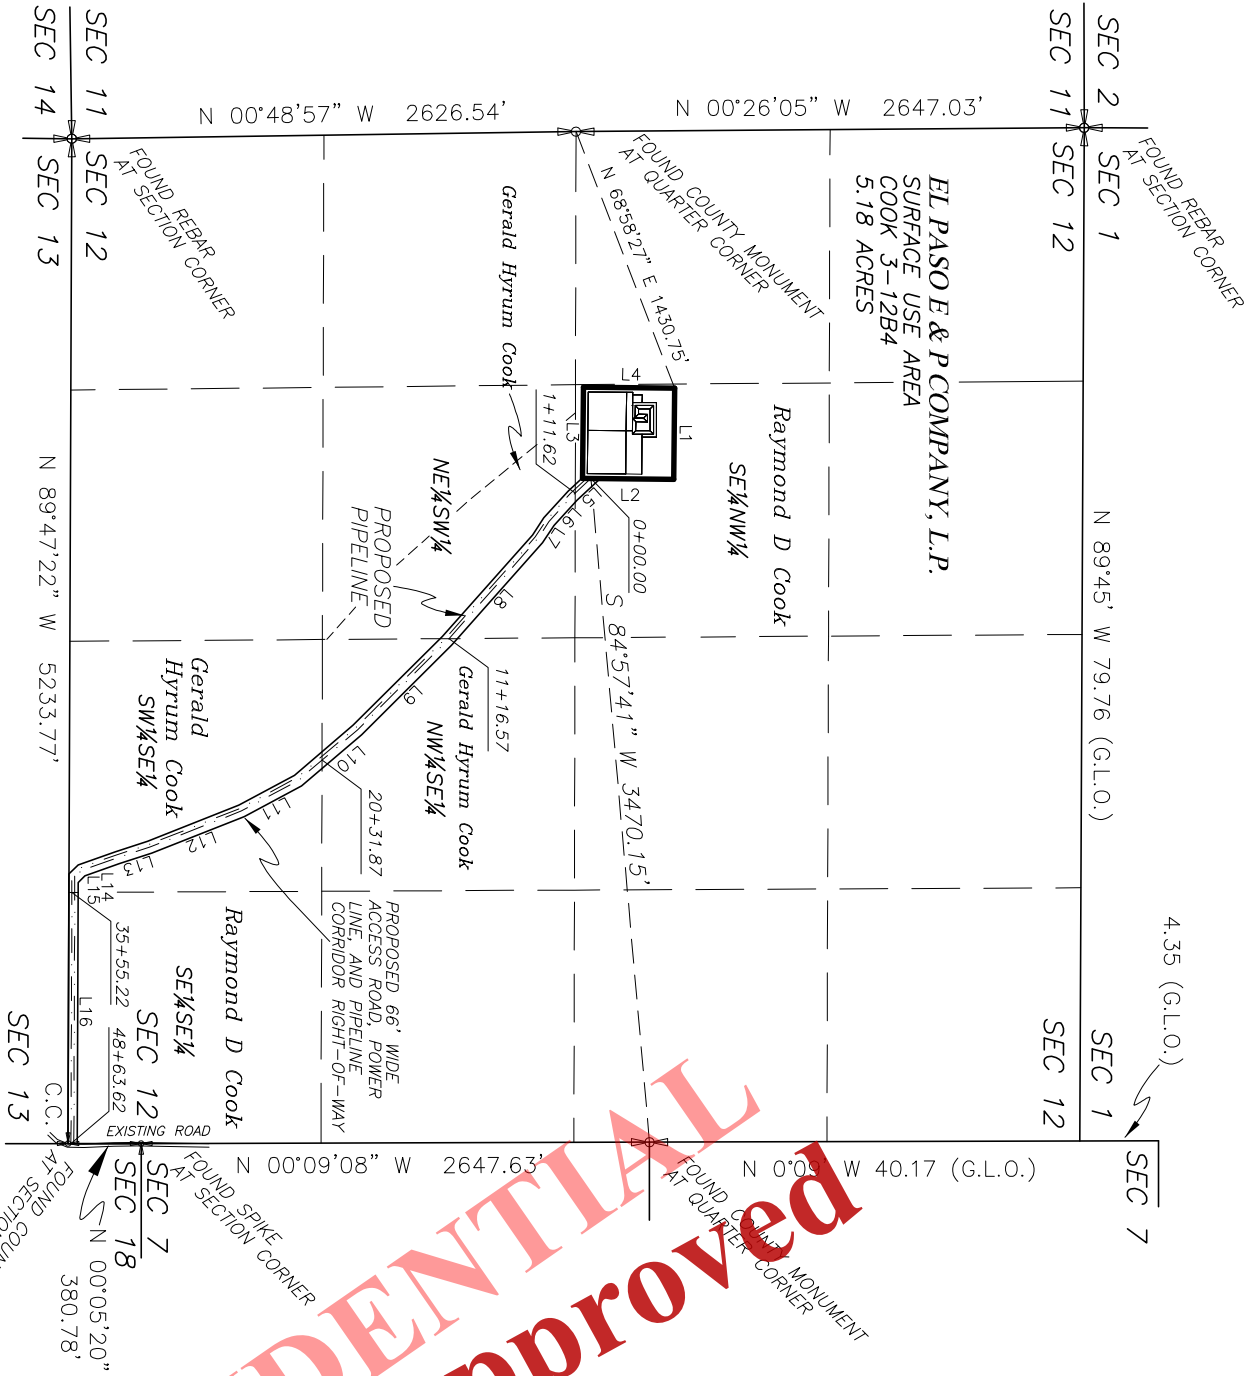 SEC 2
SEC 1
SEC 11
SEC 12
FOUND REBAR
AT SECTION CORNER
N 89°45' W 79.76 (G.L.O.)
4.35 (G.L.O.)
SEC 1
SEC 12
SEC 7
N 00°26'05" W 2647.03'
EL PASO E & P COMPANY, L.P.
SURFACE USE AREA
COOK 3-12B4
5.18 ACRES
FOUND COUNTY MONUMENT
AT QUARTER CORNER
N 68°58'27" E 1430.75'
Raymond D Cook
SE¼NW¼
L4
L1
L2
L3
0+00.00
1+11.62
L5
L6
L7
L8
S 84°57'41" W 3470.15'
N 0°09' W 40.17 (G.L.O.)
FOUND COUNTY MONUMENT
AT QUARTER CORNER
N 00°48'57" W 2626.54'
Gerald Hyrum Cook
NE¼SW¼
PROPOSED
PIPELINE
11+16.57
Gerald Hyrum Cook
NW¼SE¼
L9
L10
20+31.87
PROPOSED 66' WIDE
ACCESS ROAD, POWER
LINE, AND PIPELINE
CORRIDOR RIGHT-OF-WAY
N 00°09'08" W 2647.63'
L11
L12
L13
L14
L15
Gerald
Hyrum Cook
SW¼SE¼
Raymond D Cook
SE¼SE¼
35+55.22
L16
48+63.62
EXISTING ROAD
FOUND SPIKE
AT SECTION CORNER
SEC 11
SEC 12
SEC 14
SEC 13
FOUND REBAR
AT SECTION CORNER
N 89°47'22" W 5233.77'
SEC 12
SEC 7
SEC 13
SEC 18
C.C.
N 00°05'20"
380.78'
FOUND COUN
AT SECTION
DENTIAL
pproved